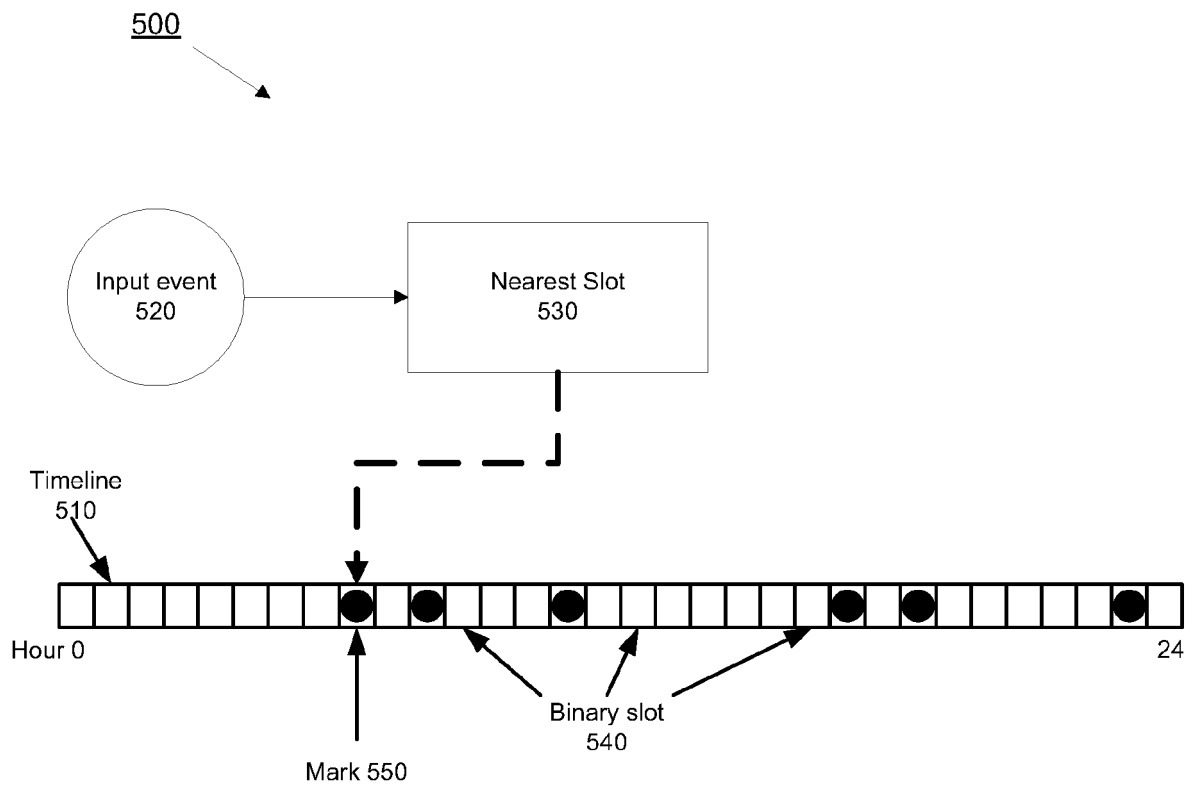 500
Input event
520
Nearest Slot
530
Timeline
510
Hour 0
24
Binary slot
540
Mark 550